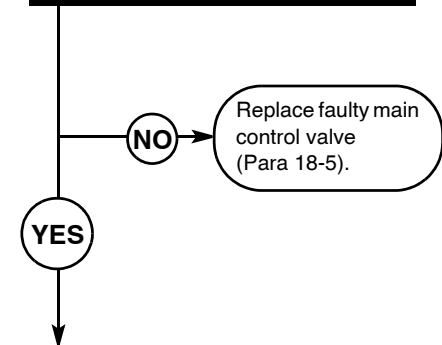 NO
Replace faulty main
control valve
(Para 18-5).
YES